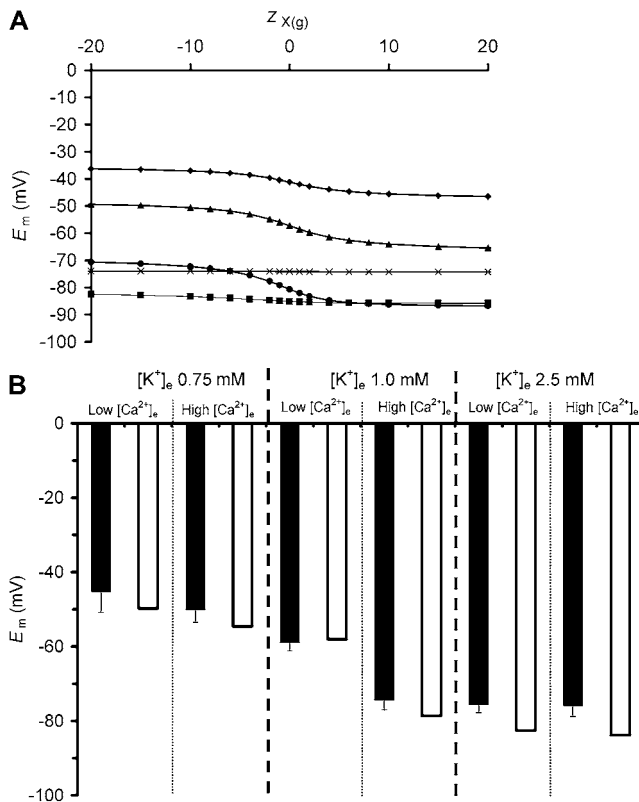 A
Z X(g)
-20 -10 0 10 20
0
-10
-20
-30
-40
-50
-60
-70
-80
-90
-100
E m (mV)
B
[K+]e 0.75 mM [K+]e 1.0 mM [K+]e 2.5 mM
Low [Ca2+]e High [Ca2+]e Low [Ca2+]e High [Ca2+]e Low [Ca2+]e High [Ca2+]e
0
-20
-40
-60
-80
-100
E m (mV)